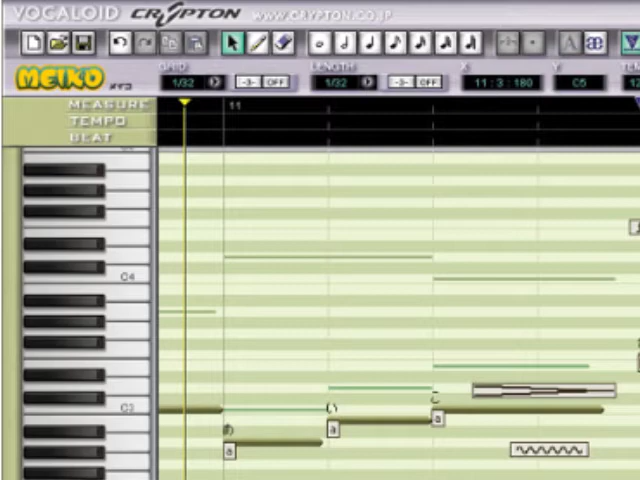 VOCALOID CRYPTON WWW.CRYPTON.CO.JP
A æ
MEIKO GRID LENGTH X Y
1/32 -3- OFF 1/32 -3- OFF 11 : 3 : 180 C5
MEASURE 11
TEMPO
BEAT
C4
C3
a
a
a